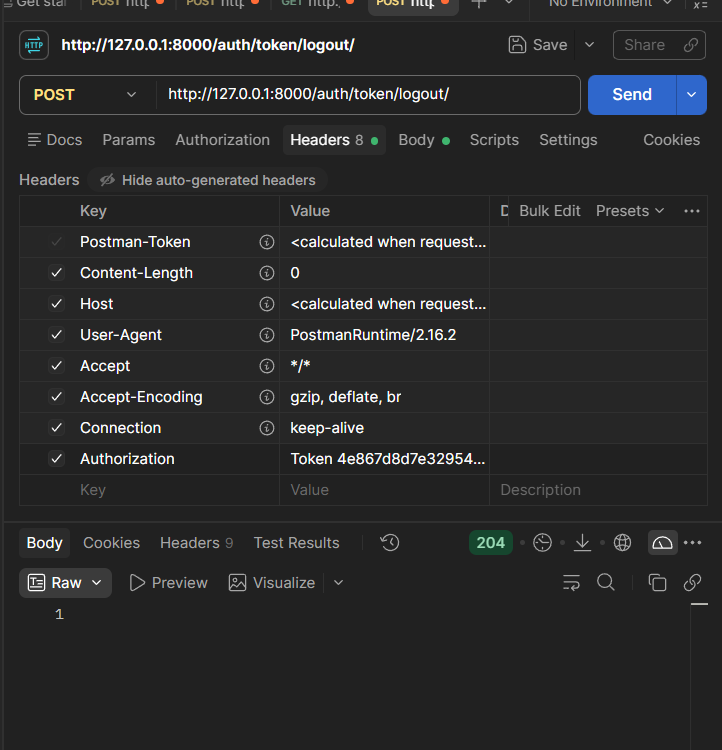 Get sta
POST http
POST http
GET http:
POST http
No Environment
HTTP http://127.0.0.1:8000/auth/token/logout/ Save Share
POST http://127.0.0.1:8000/auth/token/logout/ Send
Docs Params Authorization Headers 8 Body Scripts Settings Cookies
Headers Hide auto-generated headers
Key Value D Bulk Edit Presets
Postman-Token <calculated when request...
Content-Length 0
Host <calculated when request...
User-Agent PostmanRuntime/2.16.2
Accept */*
Accept-Encoding gzip, deflate, br
Connection keep-alive
Authorization Token 4e867d8d7e32954...
Key Value Description
Body Cookies Headers 9 Test Results 204
Raw Preview Visualize
1